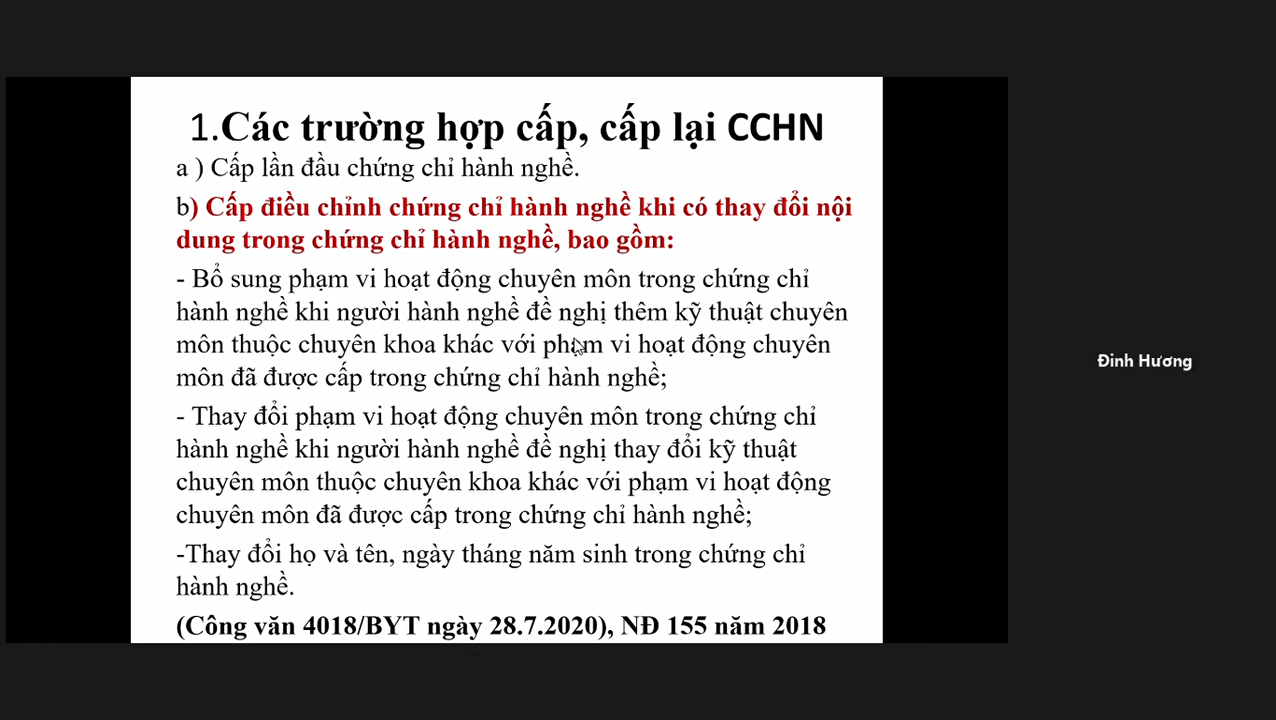 1.Các trường hợp cấp, cấp lại CCHN
a ) Cấp lần đầu chứng chỉ hành nghề.
b) Cấp điều chỉnh chứng chỉ hành nghề khi có thay đổi nội
dung trong chứng chỉ hành nghề, bao gồm:
- Bổ sung phạm vi hoạt động chuyên môn trong chứng chỉ
hành nghề khi người hành nghề đề nghị thêm kỹ thuật chuyên
môn thuộc chuyên khoa khác với phạm vi hoạt động chuyên
môn đã được cấp trong chứng chỉ hành nghề;
- Thay đổi phạm vi hoạt động chuyên môn trong chứng chỉ
hành nghề khi người hành nghề đề nghị thay đổi kỹ thuật
chuyên môn thuộc chuyên khoa khác với phạm vi hoạt động
chuyên môn đã được cấp trong chứng chỉ hành nghề;
-Thay đổi họ và tên, ngày tháng năm sinh trong chứng chỉ
hành nghề.
(Công văn 4018/BYT ngày 28.7.2020), NĐ 155 năm 2018
Đinh Hương